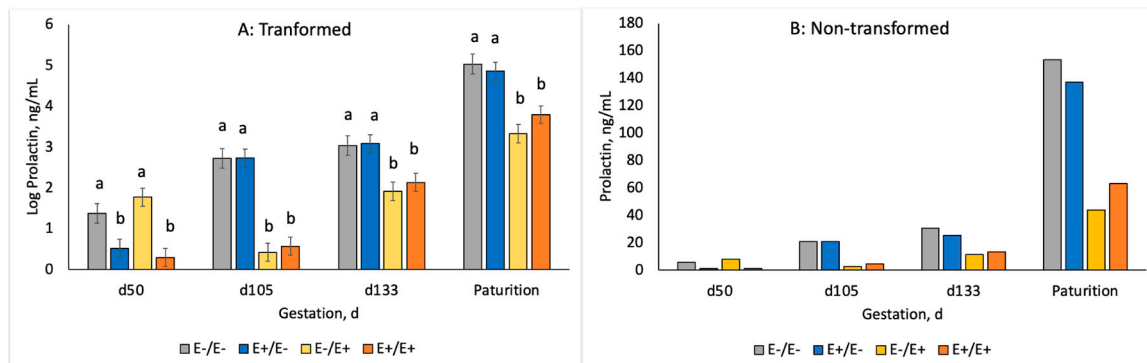 A: Tranformed
Log Prolactin, ng/mL
6
5
4
3
2
1
0
a b a b
a a b b
a a b b
a a b b
d50 d105 d133 Paturition
Gestation, d
E-/E- E+/E- E-/E+ E+/E+
B: Non-transformed
Prolactin, ng/mL
180
160
140
120
100
80
60
40
20
0
d50 d105 d133 Paturition
Gestation, d
E-/E- E+/E- E-/E+ E+/E+